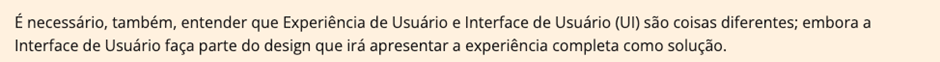 É necessário, também, entender que Experiência de Usuário e Interface de Usuário (UI) são coisas diferentes; embora a
Interface de Usuário faça parte do design que irá apresentar a experiência completa como solução.